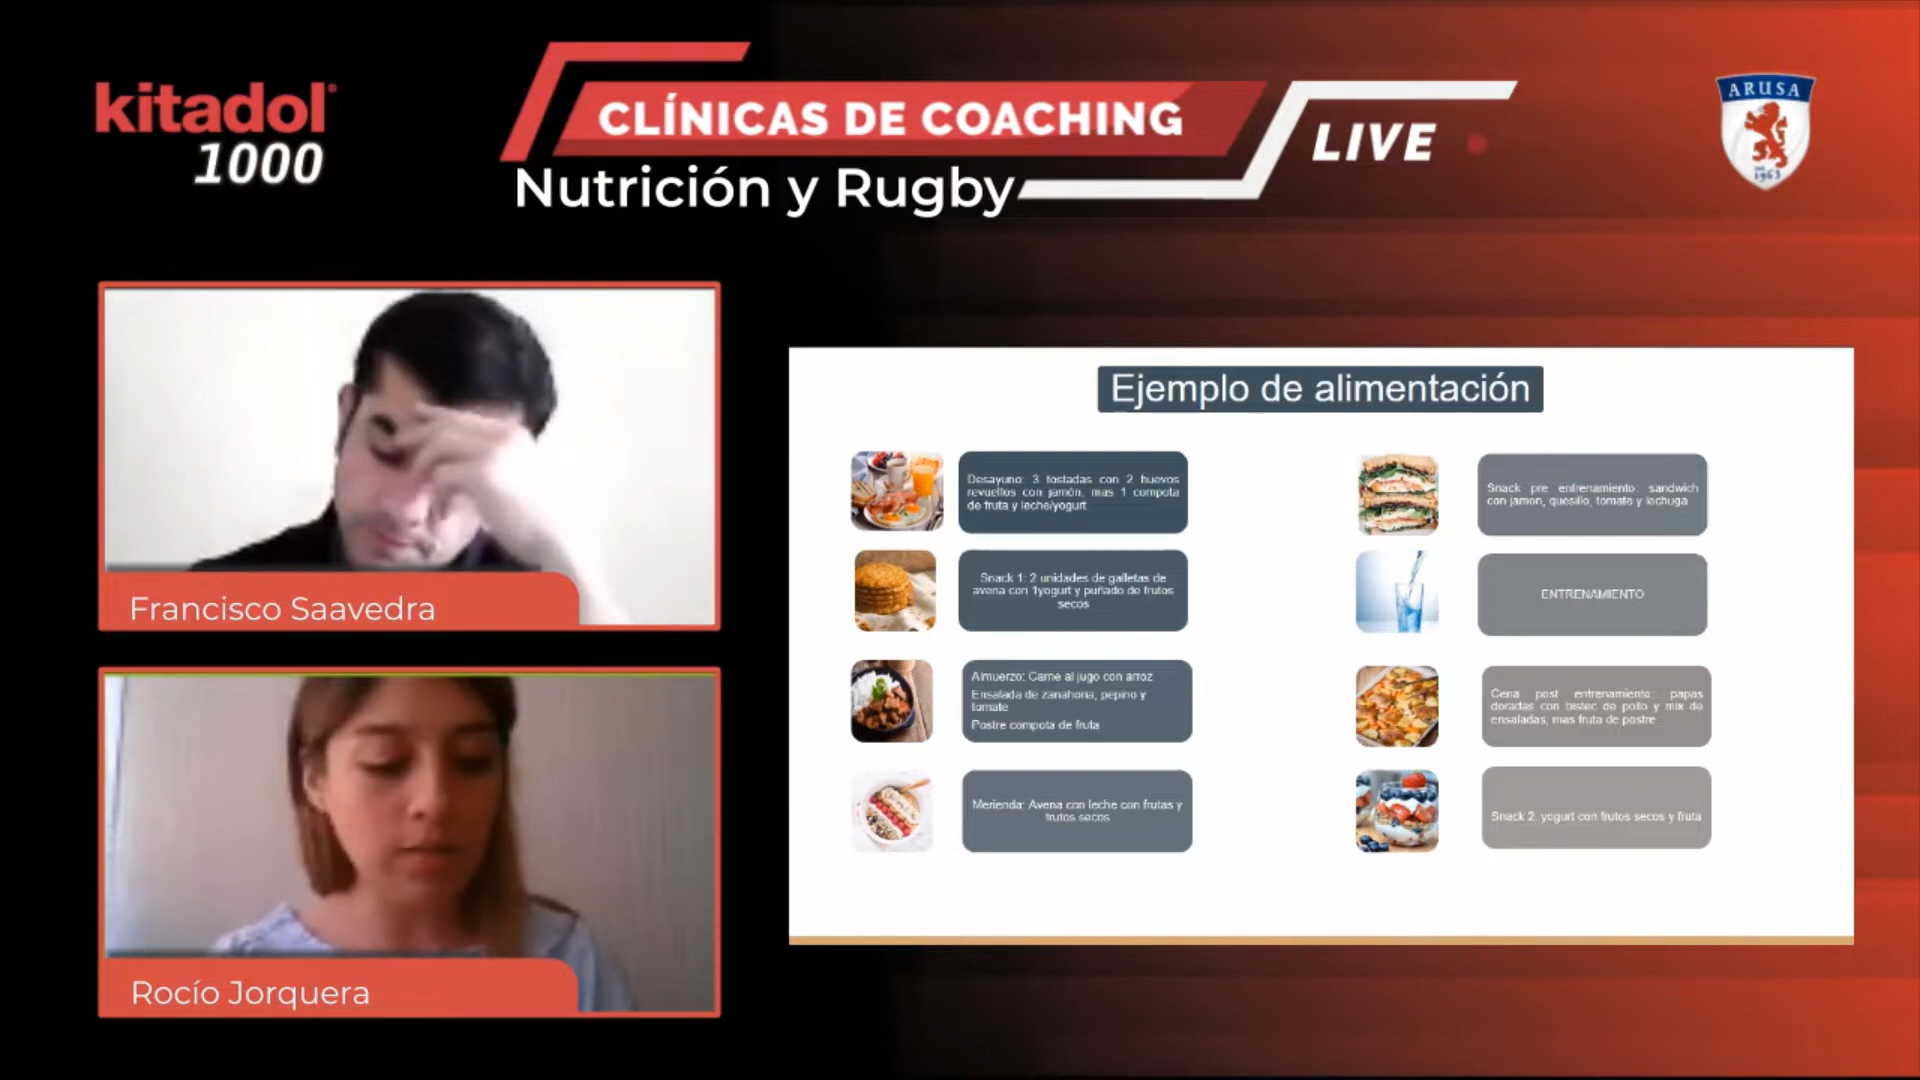 kitadol
1000
CLÍNICAS DE COACHING
LIVE
Nutrición y Rugby
ARUSA
1963
Francisco Saavedra
Rocío Jorquera
Ejemplo de alimentación
Desayuno: 3 tostadas con 2 huevos
revueltos con jamón, mas 1 compota
de fruta y leche/yogurt
Snack 1: 2 unidades de galletas de
avena con 1yogurt y puñado de frutos
secos
Almuerzo: Carne al jugo con arroz
Ensalada de zanahoria, pepino y
tomate
Postre compota de fruta
Merienda: Avena con leche con frutas y
frutos secos
Snack pre entrenamiento: sandwich
con jamon, quesillo, tomate y lechuga
ENTRENAMIENTO
Cena post entrenamiento: papas
doradas con bistec de pollo y mix de
ensaladas, mas fruta de postre
Snack 2: yogurt con frutos secos y fruta